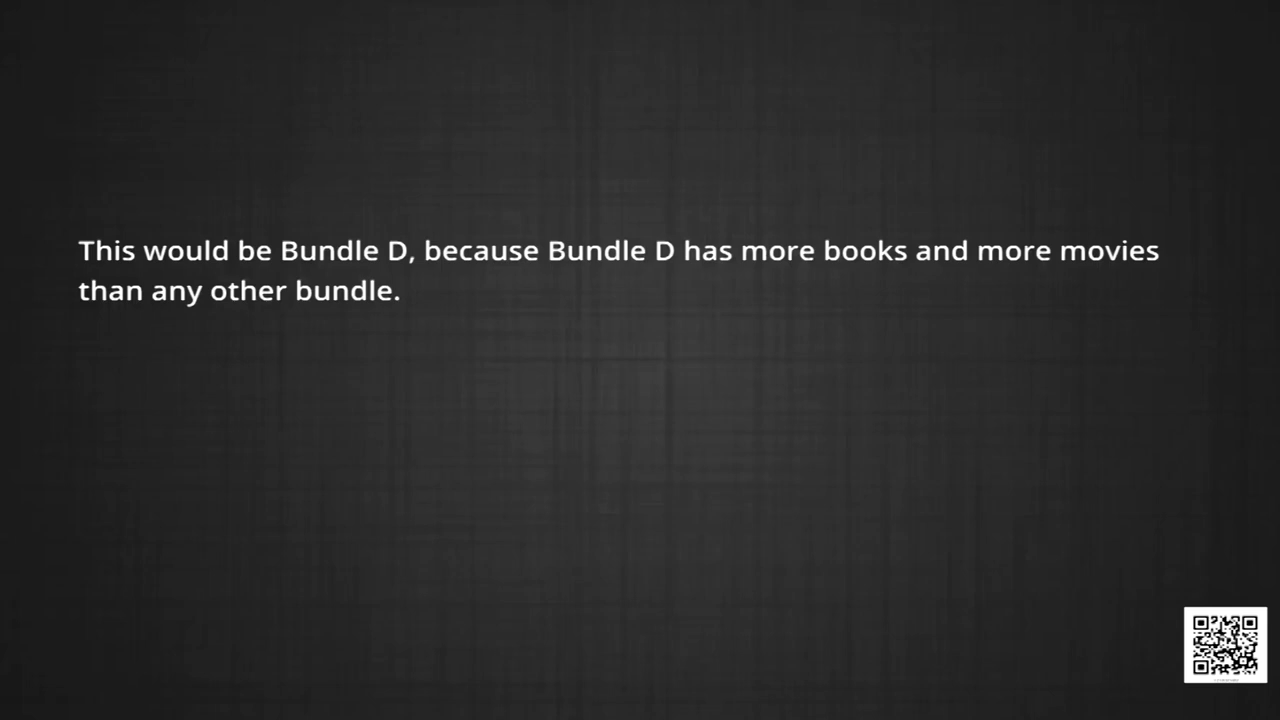 This would be Bundle D, because Bundle D has more books and more movies
than any other bundle.